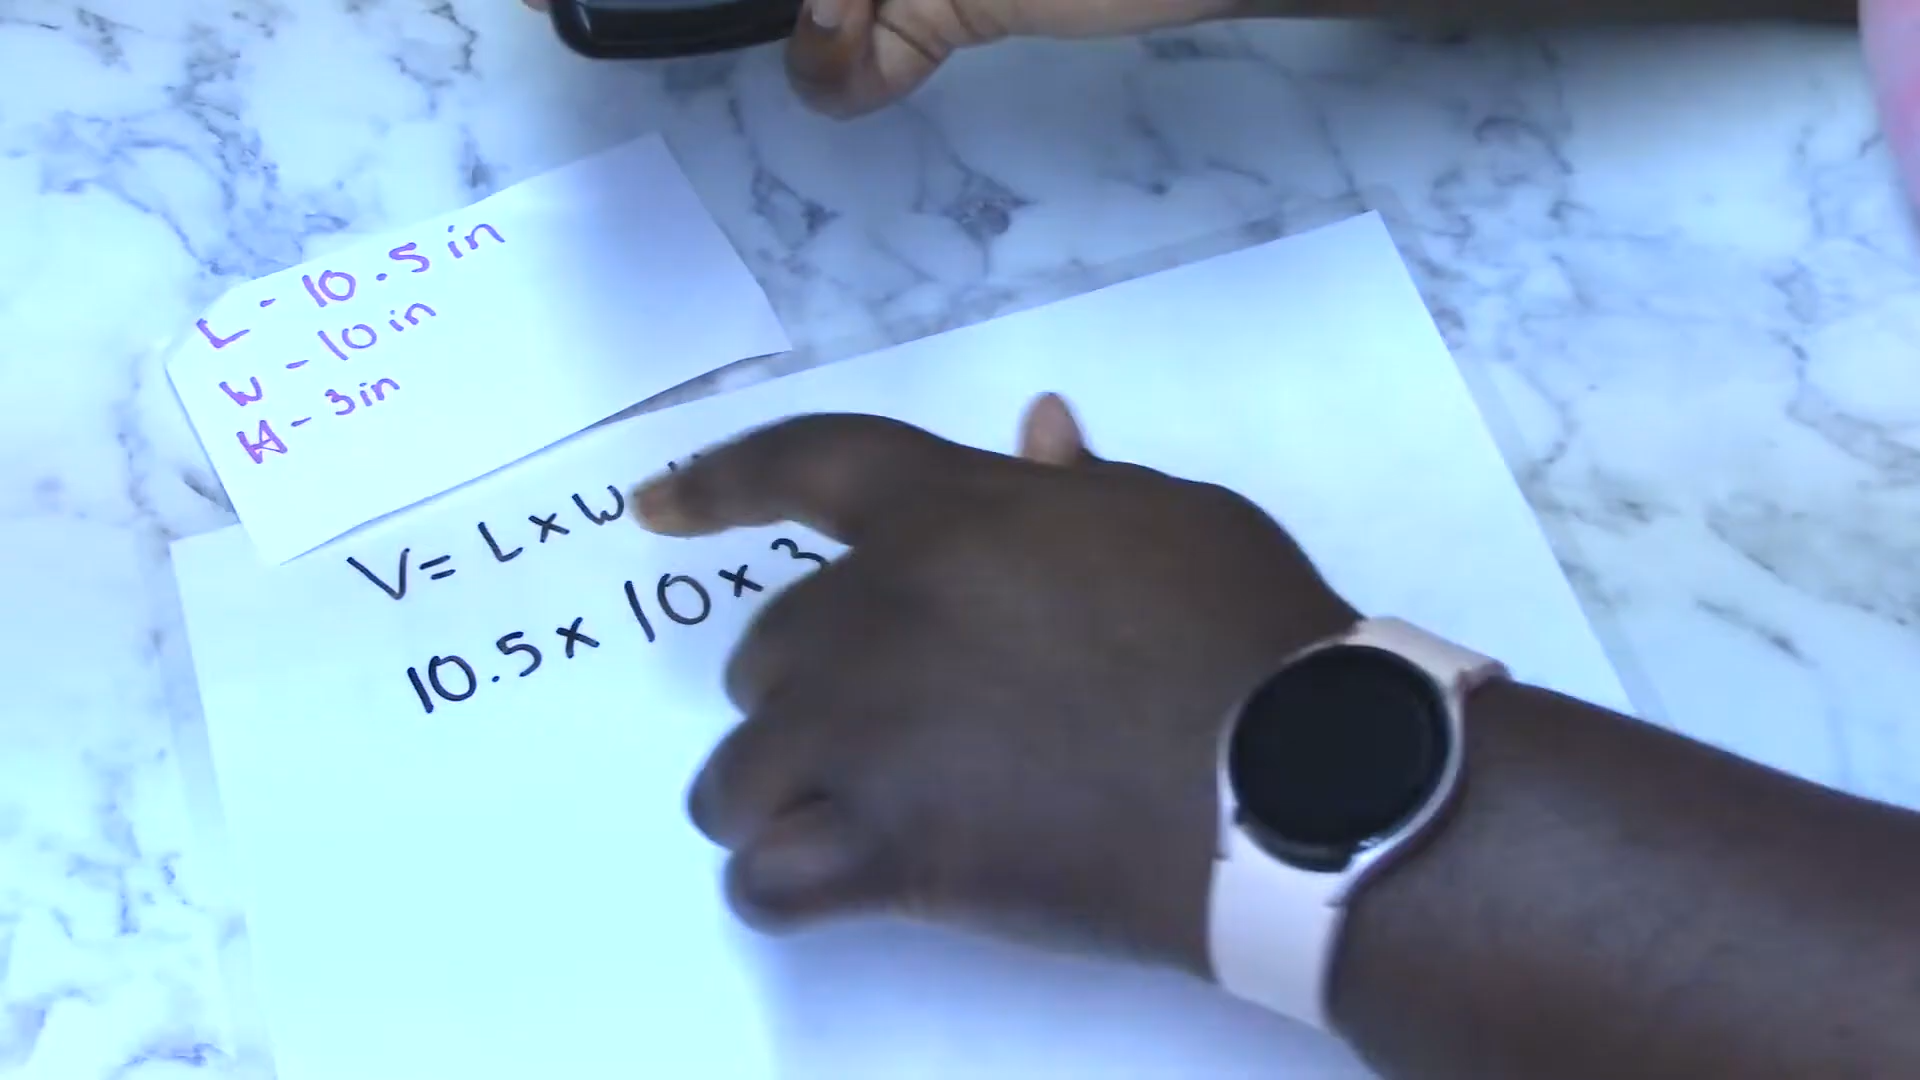 L - 10.5 in
W - 10 in
H - 3in
V= L x W
10.5 x 10 x 3